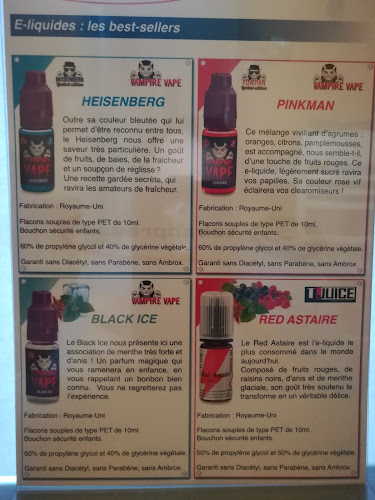 E-liquides : les best-sellers
HEISENBERG
Limited edition
VAMPIRE VAPE
HEISENBERG
Outre sa couleur bleutée qui lui
permet d'être reconnu entre tous,
le Heisenberg nous offre une
saveur très particulière. Un goût
de fruits, de baies, de la fraicheur
et un soupçon de réglisse ?
Une recette gardée secrète, qui
ravira les amateurs de fraîcheur.
Fabrication : Royaume-Uni
Flacons souples de type PET de 10ml.
Bouchon sécurité enfants.
60% de propylène glycol et 40% de glycérine végétale.
Garanti sans Diacétyl, sans Parabène, sans Ambrox.
PINKMAN
Limited edition
VAMPIRE VAPE
PINKMAN
Ce mélange vivifiant d'agrumes :
oranges, citrons, pamplemousses,
est accompagné, nous semble-t-il,
d'une touche de fruits rouges. Ce
e-liquide, légèrement sucré ravira
vos papilles. Sa couleur rose vif
éclairera vos clearomiseurs !
Fabrication : Royaume-Uni
Flacons souples de type PET de 10ml.
Bouchon sécurité enfants.
60% de propylène glycol et 40% de glycérine végétale.
Garanti sans Diacétyl, sans Parabène, sans Ambrox.
VAMPIRE VAPE
BLACK ICE
Le Black Ice nous présente ici une
association de menthe très forte et
d'anis ! Un parfum magique qui
vous ramenera en enfance, en
vous rappelant un bonbon bien
connu. Vous ne regretterez pas
l'expérience.
Fabrication : Royaume-Uni
Flacons souples de type PET de 10ml.
Bouchon sécurité enfants.
60% de propylène glycol et 40% de glycérine végétale.
Garanti sans Diacétyl, sans Parabène, sans Ambrox.
T-JUICE
RED ASTAIRE
Le Red Astaire est l'e-liquide le
plus consommé dans le monde
aujourd'hui.
Composé de fruits rouges, de
raisins noirs, d'anis et de menthe
glaciale, son goût très soutenu le
transforme en un véritable délice.
Fabrication : Royaume-Uni
Flacons souples de type PET de 10ml.
Bouchon sécurité enfants.
50% de propylène glycol et 50% de glycérine végétale.
Garanti sans Diacétyl, sans Parabène, sans Ambrox.